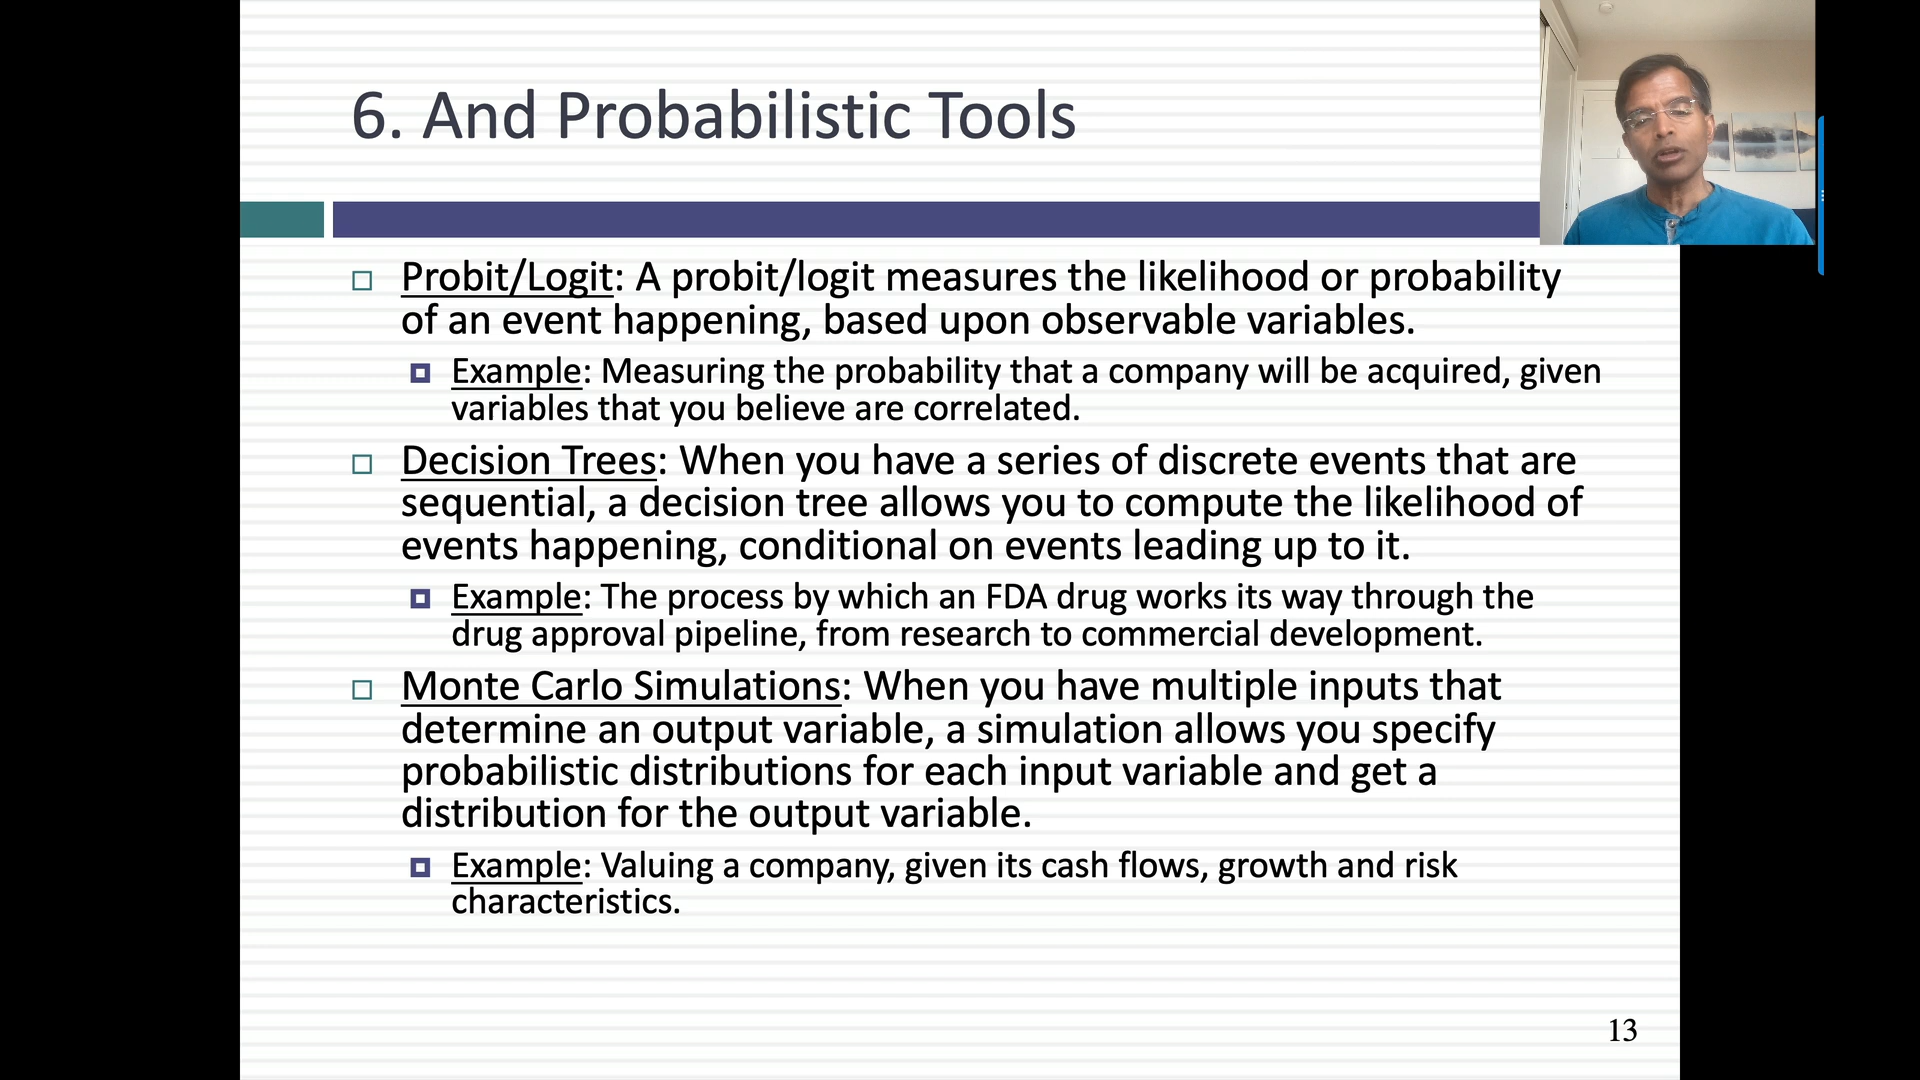 6. And Probabilistic Tools
Probit/Logit: A probit/logit measures the likelihood or probability
of an event happening, based upon observable variables.
Example: Measuring the probability that a company will be acquired, given
variables that you believe are correlated.
Decision Trees: When you have a series of discrete events that are
sequential, a decision tree allows you to compute the likelihood of
events happening, conditional on events leading up to it.
Example: The process by which an FDA drug works its way through the
drug approval pipeline, from research to commercial development.
Monte Carlo Simulations: When you have multiple inputs that
determine an output variable, a simulation allows you specify
probabilistic distributions for each input variable and get a
distribution for the output variable.
Example: Valuing a company, given its cash flows, growth and risk
characteristics.
13